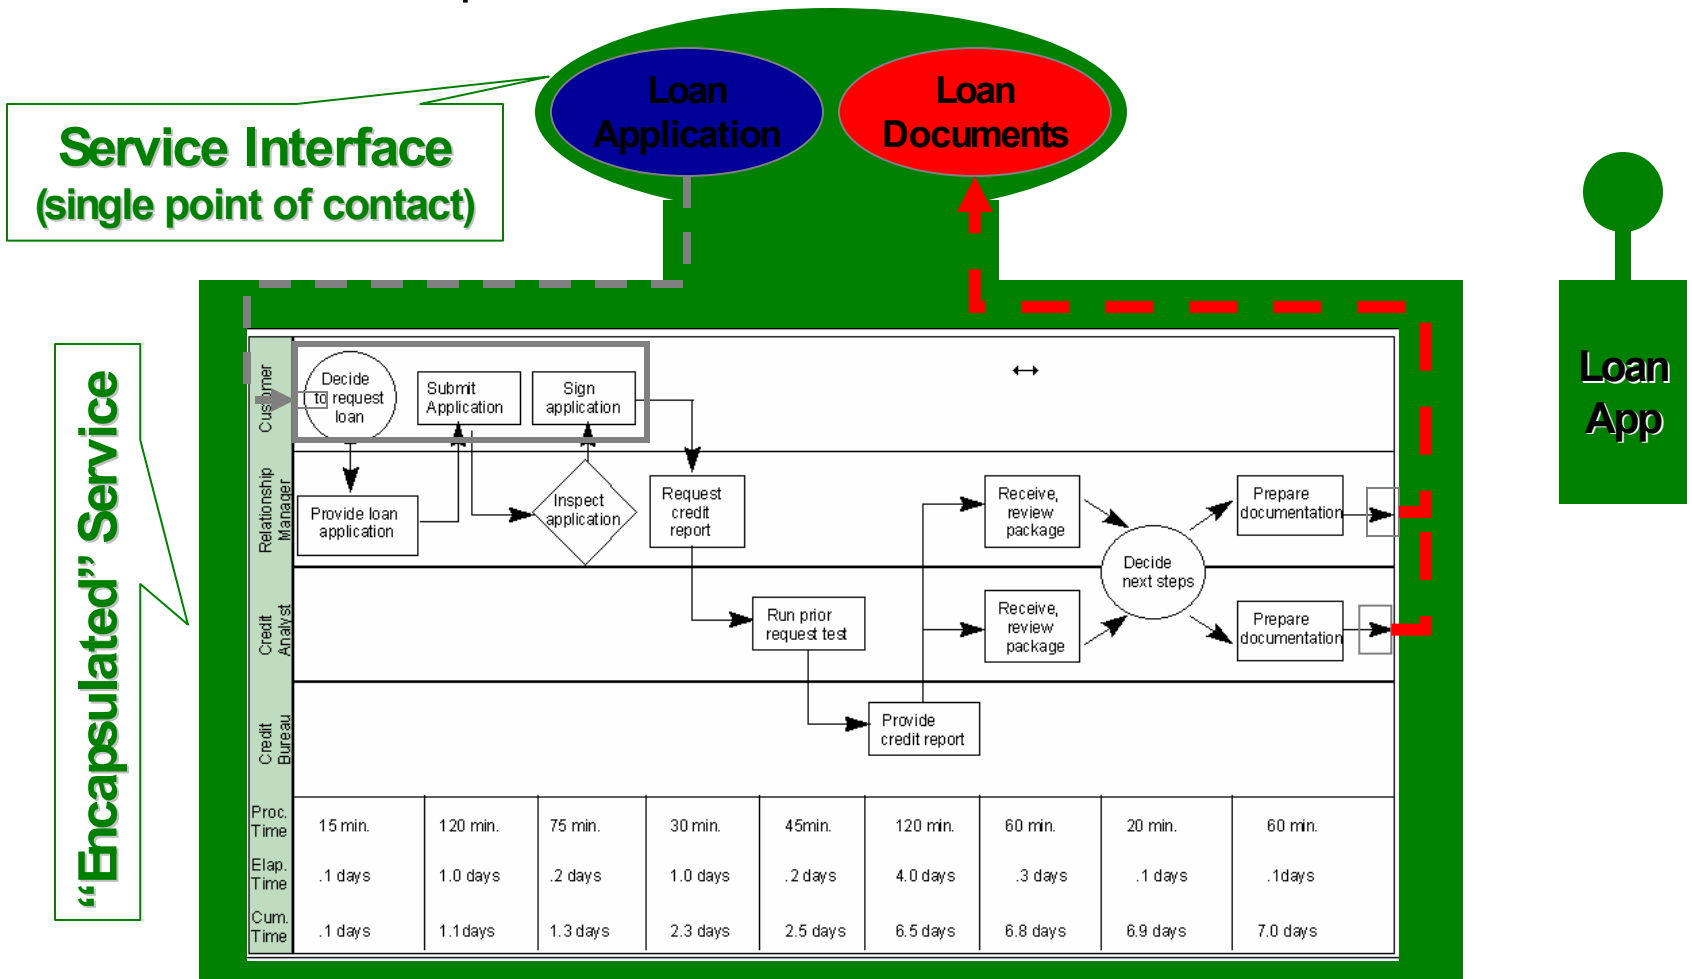 Loan
Application
Loan
Documents
Service Interface
(single point of contact)
“Encapsulated” Service
Loan
App
Customer
Decide
to request
loan
Submit
Application
Sign
application
Relationship
Manager
Provide loan
application
Inspect
application
Request
credit
report
Receive,
review
package
Prepare
documentation
Decide
next steps
Credit
Analyst
Run prior
request test
Receive,
review
package
Prepare
documentation
Credit
Bureau
Provide
credit report
Proc.
Time
15 min.
120 min.
75 min.
30 min.
45min.
120 min.
60 min.
20 min.
60 min.
Elap.
Time
.1 days
1.0 days
.2 days
1.0 days
.2 days
4.0 days
.3 days
.1 days
.1days
Cum.
Time
.1 days
1.1days
1.3 days
2.3 days
2.5 days
6.5 days
6.8 days
6.9 days
7.0 days